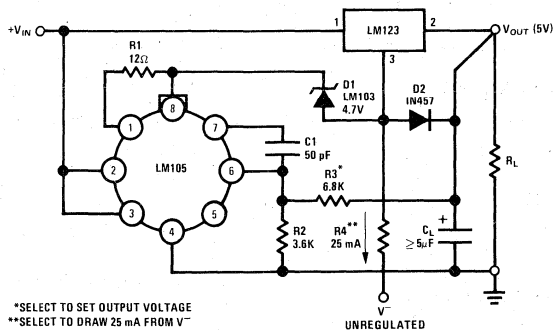 +VIN
1
LM123
2
VOUT (5V)
3
R1
12Ω
D1
LM103
4.7V
D2
IN457
8
1
7
C1
50 pF
2
LM105
6
R3*
6.8K
RL
3
5
4
R2
3.6K
R4**
25 mA
+
CL
≥5μF
V−
UNREGULATED
*SELECT TO SET OUTPUT VOLTAGE
**SELECT TO DRAW 25 mA FROM V−